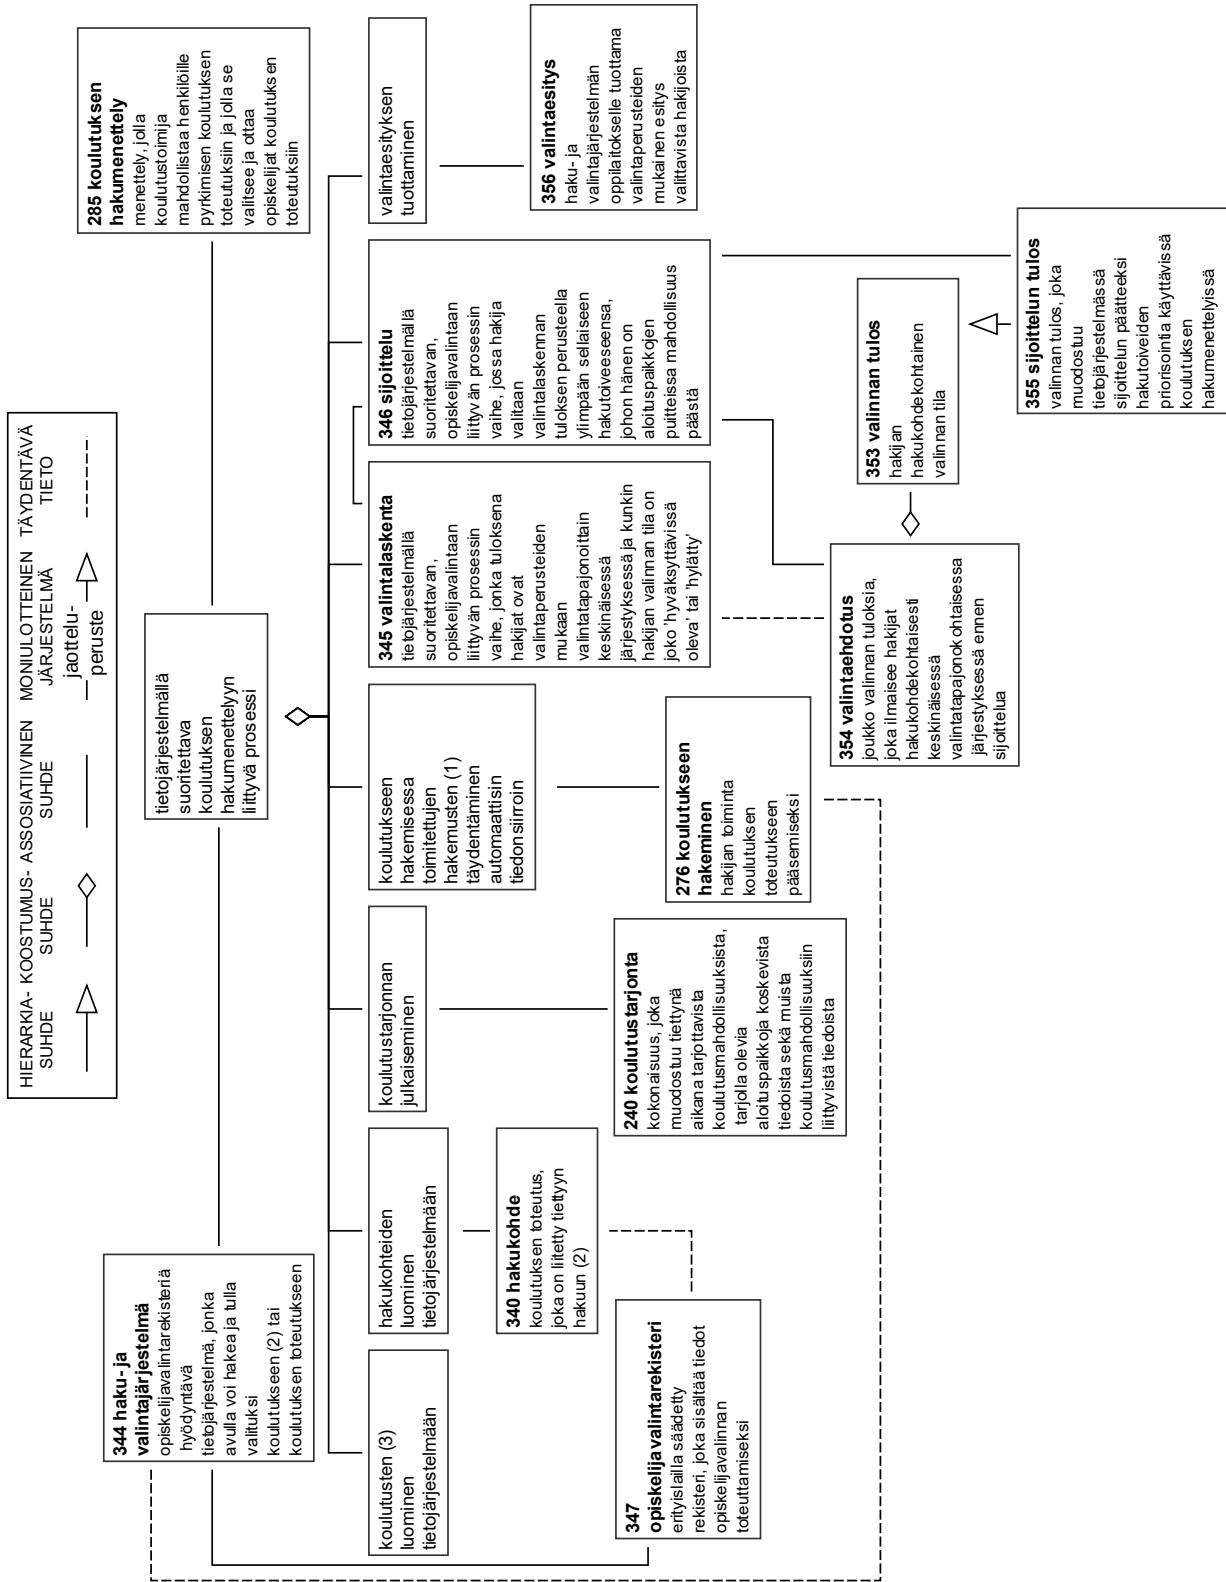 HIERARKIA- KOOSTUMUS- ASSOSIATIIVINEN MONIULOTTEINEN TÄYDENTÄVÄ
SUHDE SUHDE SUHDE JÄRJESTELMÄ TIETO
jaottelu-
peruste
344 haku- ja
valintajärjestelmä
opiskelijavalintarekisteriä
hyödyntävä
tietojärjestelmä, jonka
avulla voi hakea ja tulla
valituksi
koulutukseen (2) tai
koulutuksen toteutukseen
tietojärjestelmällä
suoritettava
koulutuksen
hakumenettelyyn
liittyvä prosessi
285 koulutuksen
hakumenettely
menettely, jolla
koulutustoimija
mahdollistaa henkilöille
pyrkimisen koulutuksen
toteutuksiin ja jolla se
valitsee ja ottaa
opiskelijat koulutuksen
toteutuksiin
koulutusten (3)
luominen
tietojärjestelmään
hakukohteiden
luominen
tietojärjestelmään
koulutustarjonnan
julkaiseminen
koulutukseen
hakemisessa
toimitettujen
hakemusten (1)
täydentäminen
automaattisin
tiedonsiirroin
345 valintalaskenta
tietojärjestelmällä
suoritettavan,
opiskelijavalintaan
liittyvän prosessin
vaihe, jonka tuloksena
hakijat ovat
valintaperusteiden
mukaan
valintatapajonoittain
keskinäisessä
järjestyksessä ja kunkin
hakijan valinnan tila on
joko 'hyväksyttävissä
oleva' tai 'hylätty'
346 sijoittelu
tietojärjestelmällä
suoritettavan,
opiskelijavalintaan
liittyvän prosessin
vaihe, jossa hakija
valitaan
valintalaskennan
tuloksen perusteella
ylimpään sellaiseen
hakutoiveeseensa,
johon hänen on
aloituspaikkojen
puitteissa mahdollisuus
päästä
valintaesityksen
tuottaminen
340 hakukohde
koulutuksen toteutus,
joka on liitetty tiettyyn
hakuun (2)
356 valintaesitys
haku- ja
valintajärjestelmän
oppilaitokselle tuottama
valintaperusteiden
mukainen esitys
valittavista hakijoista
347
opiskelijavalintarekisteri
erityislailla säädetty
rekisteri, joka sisältää tiedot
opiskelijavalinnan
toteuttamiseksi
240 koulutustarjonta
kokonaisuus, joka
muodostuu tiettynä
aikana tarjottavista
koulutusmahdollisuuksista,
tarjolla olevia
aloituspaikkoja koskevista
tiedoista sekä muista
koulutusmahdollisuuksiin
liittyvistä tiedoista
276 koulutukseen
hakeminen
hakijan toiminta
koulutuksen
toteutukseen
pääsemiseksi
354 valintaehdotus
joukko valinnan tuloksia,
joka ilmaisee hakijat
hakukohdekohtaisesti
keskinäisessä
valintatapajonokohtaisessa
järjestyksessä ennen
sijoittelua
353 valinnan tulos
hakijan
hakukohdekohtainen
valinnan tila
355 sijoittelun tulos
valinnan tulos, joka
muodostuu
tietojärjestelmässä
sijoittelun päätteeksi
hakutoiveiden
priorisointia käyttävissä
koulutuksen
hakumenettelyissä